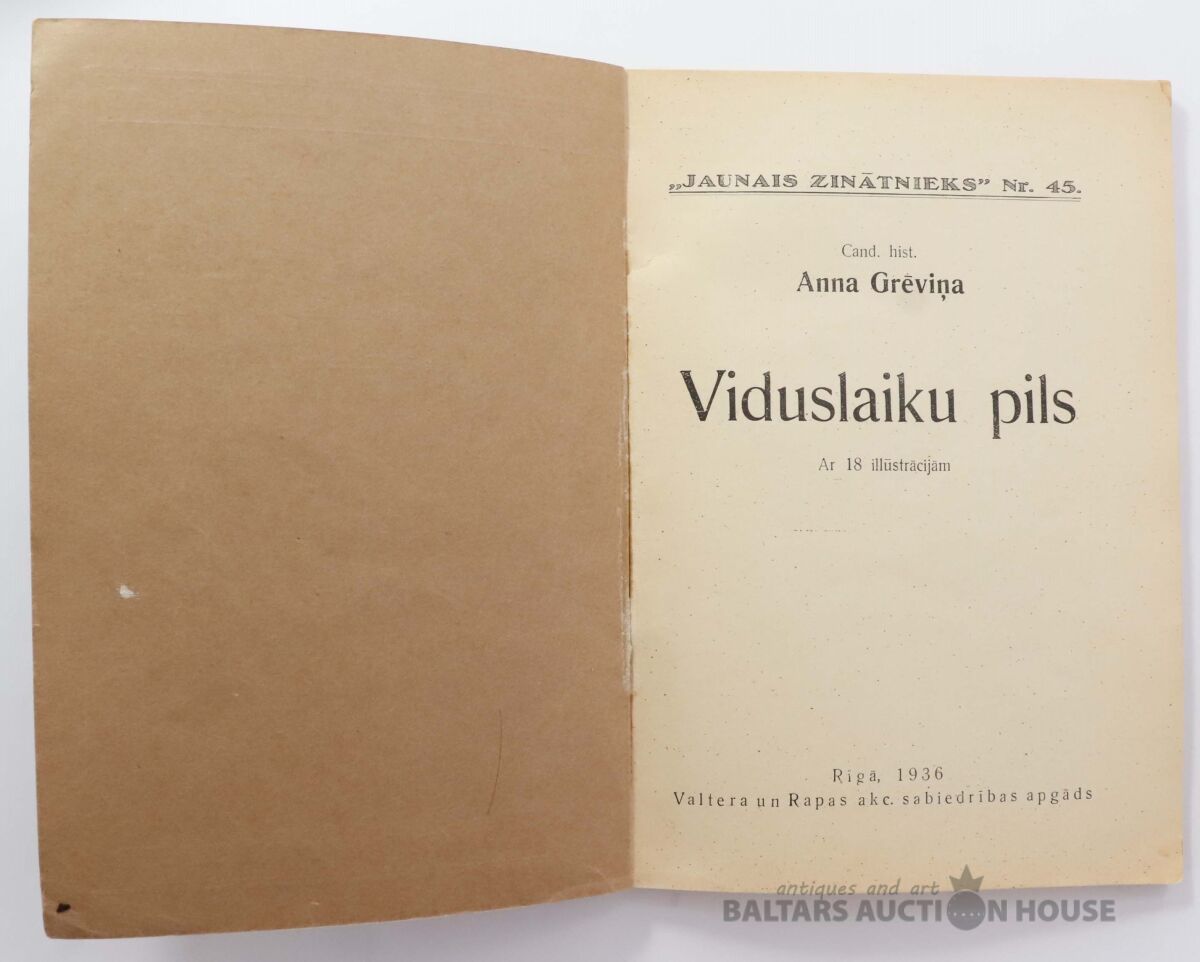 „JAUNAIS ZINĀTNIEKS” Nr. 45.
Cand. hist.
Anna Grēviņa
Viduslaiku pils
Ar 18 illūstrācijām
Rīgā, 1936
Valtera un Rapas akc. sabiedrības apgāds
antiques and art
BALTARS AUCTION HOUSE